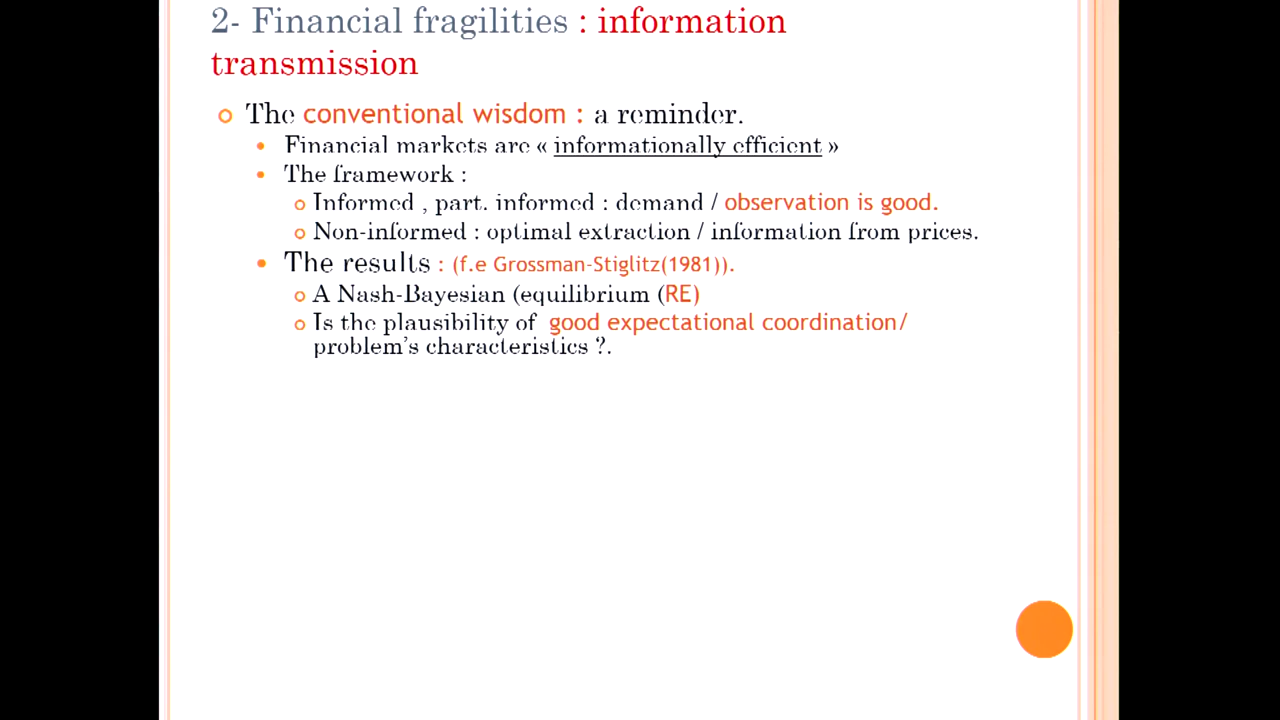 2- Financial fragilities : information
transmission
The conventional wisdom : a reminder.
Financial markets are « informationally efficient »
The framework :
Informed , part. informed : demand / observation is good.
Non-informed : optimal extraction / information from prices.
The results : (f.e Grossman-Stiglitz(1981)).
A Nash-Bayesian (equilibrium (RE)
Is the plausibility of good expectational coordination/
problem's characteristics ?.